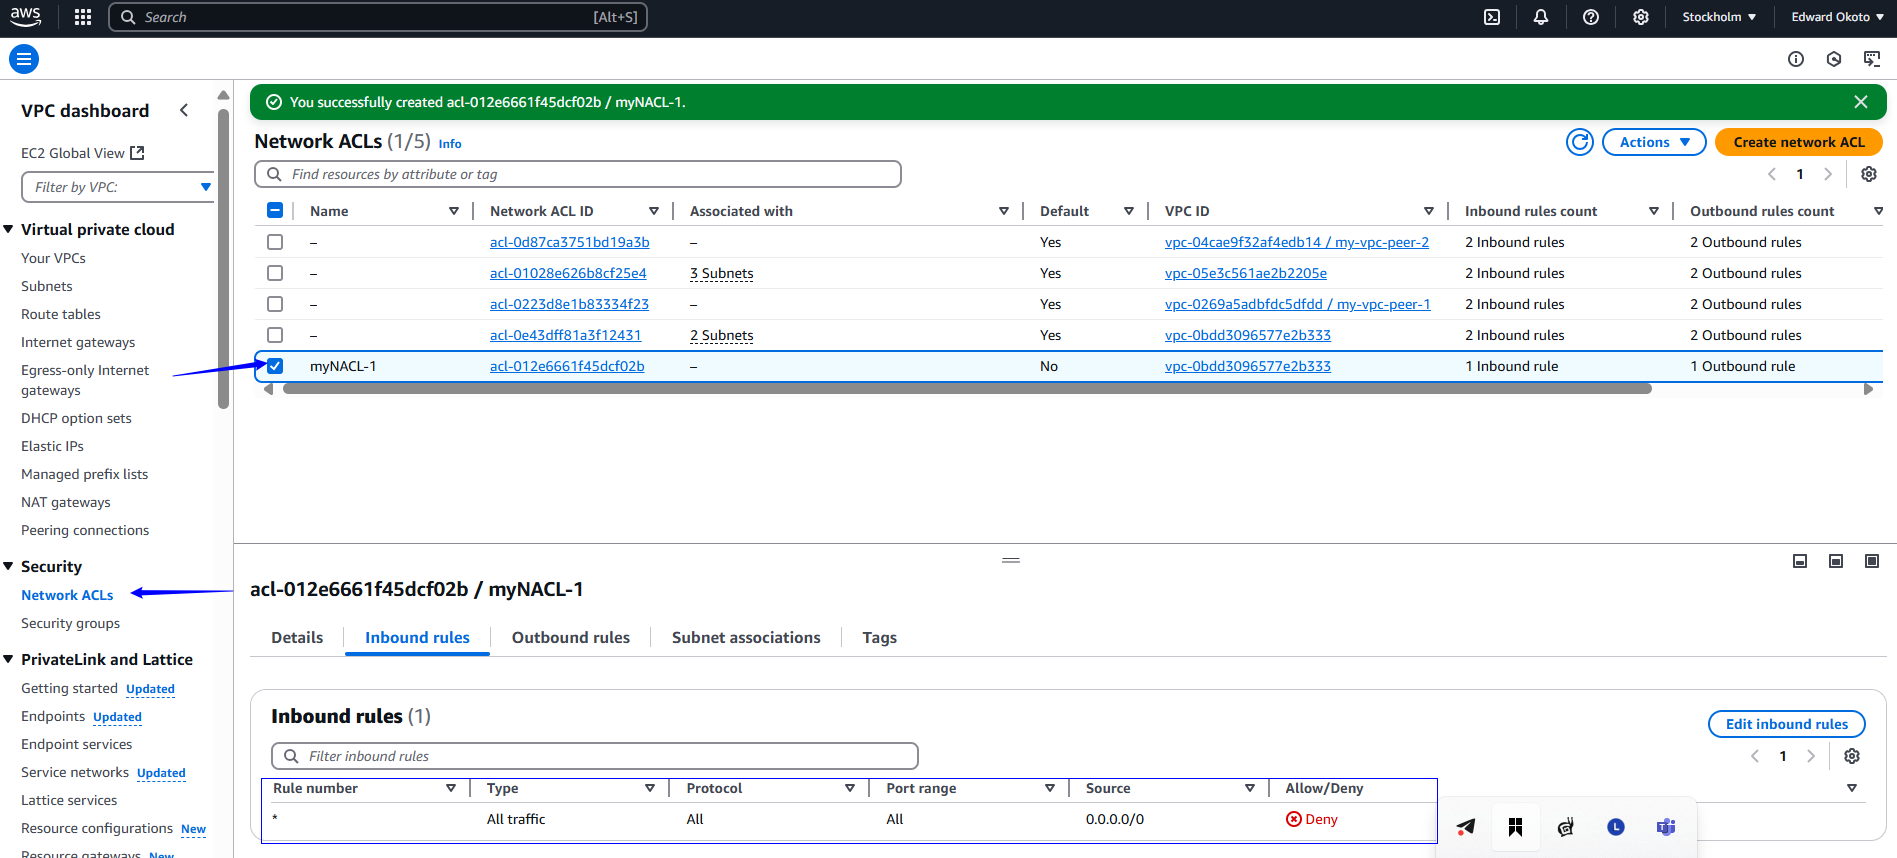 aws
Search [Alt+S]
Stockholm
Edward Okoto
VPC dashboard
EC2 Global View
Filter by VPC:
Virtual private cloud
Your VPCs
Subnets
Route tables
Internet gateways
Egress-only Internet
gateways
DHCP option sets
Elastic IPs
Managed prefix lists
NAT gateways
Peering connections
Security
Network ACLs
Security groups
PrivateLink and Lattice
Getting started Updated
Endpoints Updated
Endpoint services
Service networks Updated
Lattice services
Resource configurations New
Resource gateways New
You successfully created acl-012e6661f45dcf02b / myNACL-1.
Network ACLs (1/5) Info
Actions
Create network ACL
Find resources by attribute or tag
1
Name Network ACL ID Associated with Default VPC ID Inbound rules count Outbound rules count
– acl-0d87ca3751bd19a3b – Yes vpc-04cae9f32af4edb14 / my-vpc-peer-2 2 Inbound rules 2 Outbound rules
– acl-01028e626b8cf25e4 3 Subnets Yes vpc-05e3c561ae2b2205e 2 Inbound rules 2 Outbound rules
– acl-0223d8e1b83334f23 – Yes vpc-0269a5adbfdc5dfdd / my-vpc-peer-1 2 Inbound rules 2 Outbound rules
– acl-0e43dff81a3f12431 2 Subnets Yes vpc-0bdd3096577e2b333 2 Inbound rules 2 Outbound rules
myNACL-1 acl-012e6661f45dcf02b – No vpc-0bdd3096577e2b333 1 Inbound rule 1 Outbound rule
acl-012e6661f45dcf02b / myNACL-1
Details Inbound rules Outbound rules Subnet associations Tags
Inbound rules (1)
Edit inbound rules
Filter inbound rules
1
Rule number Type Protocol Port range Source Allow/Deny
* All traffic All All 0.0.0.0/0 Deny
L
T